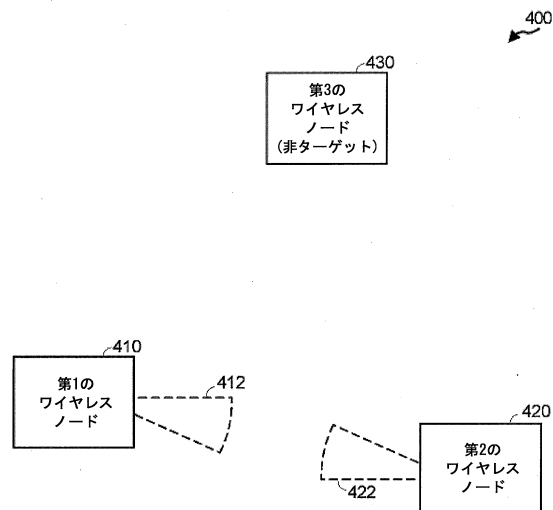 400
430
第3の
ワイヤレス
ノード
(非ターゲット)
410
第1の
ワイヤレス
ノード
412
420
第2の
ワイヤレス
ノード
422